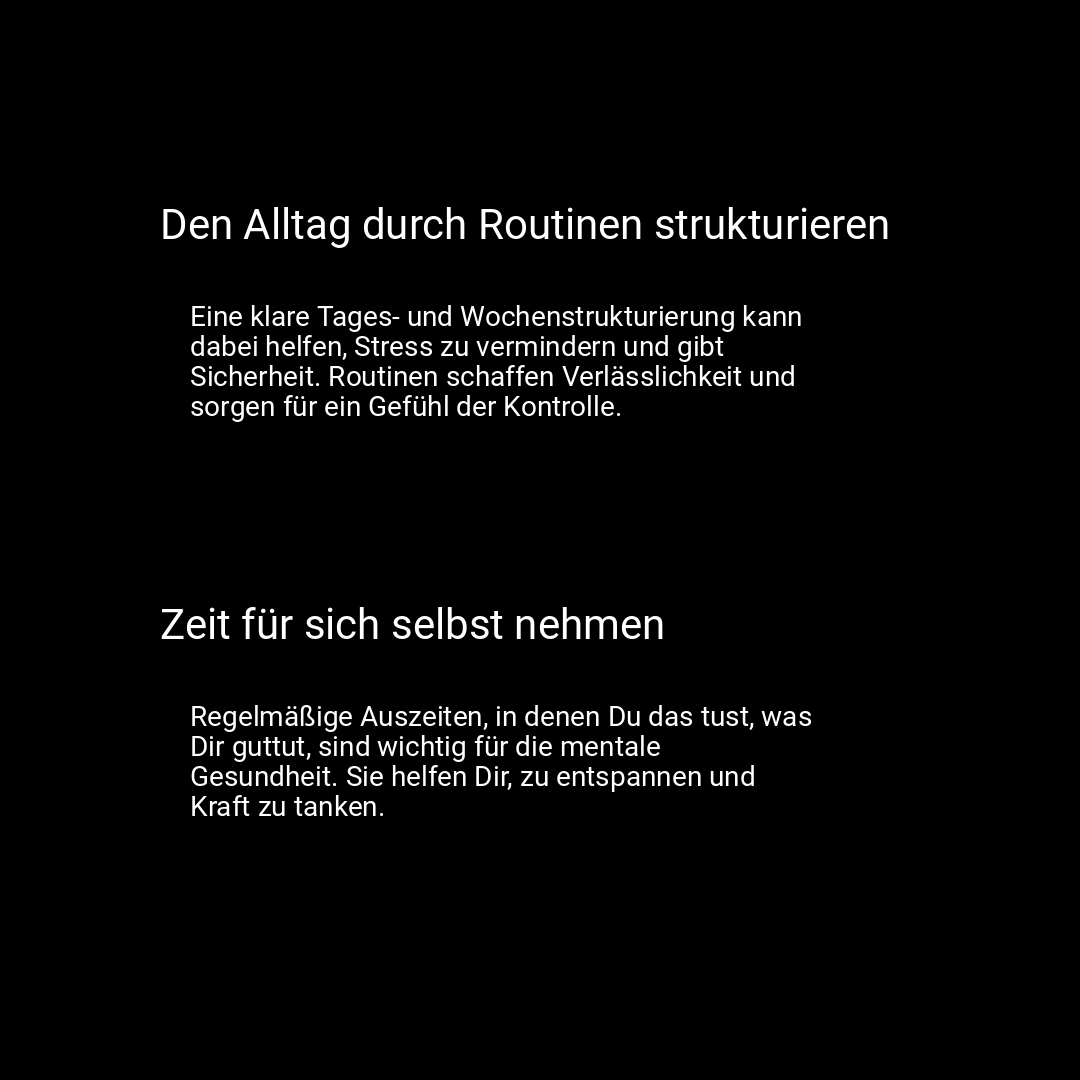 Den Alltag durch Routinen strukturieren
Eine klare Tages- und Wochenstrukturierung kann
dabei helfen, Stress zu vermindern und gibt
Sicherheit. Routinen schaffen Verlässlichkeit und
sorgen für ein Gefühl der Kontrolle.
Zeit für sich selbst nehmen
Regelmäßige Auszeiten, in denen Du das tust, was
Dir guttut, sind wichtig für die mentale
Gesundheit. Sie helfen Dir, zu entspannen und
Kraft zu tanken.